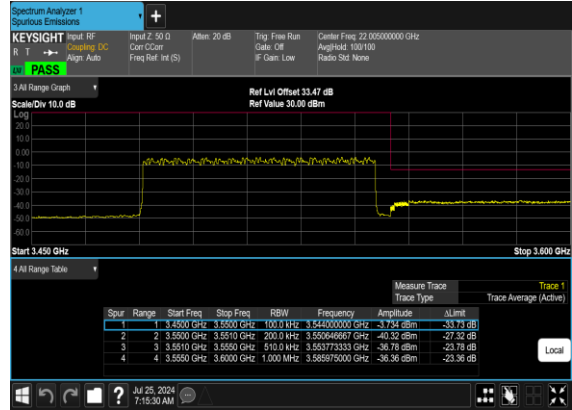 Spectrum Analyzer 1
Spurious Emissions
KEYSIGHT Input: RF Input Z: 50 Ω Atten: 20 dB Trig: Free Run Center Freq: 22.005000000 GHz
R T Coupling: DC Corr CCorr Gate: Off Avg|Hold: 100/100
Align: Auto Freq Ref: Int (S) IF Gain: Low Radio Std: None
PASS
3 All Range Graph
Ref Lvl Offset 33.47 dB
Scale/Div 10.0 dB Ref Value 30.00 dBm
Log
20.0
10.0
0.00
-10.0
-20.0
-30.0
-40.0
-50.0
-60.0
Start 3.450 GHz Stop 3.600 GHz
4 All Range Table
Measure Trace Trace 1
Trace Type Trace Average (Active)
Spur Range Start Freq Stop Freq RBW Frequency Amplitude ΔLimit
1 1 3.4500 GHz 3.5500 GHz 100.0 kHz 3.544000000 GHz -3.734 dBm -33.73 dB
2 2 3.5500 GHz 3.5510 GHz 200.0 kHz 3.550646667 GHz -40.32 dBm -27.32 dB
3 3 3.5510 GHz 3.5550 GHz 510.0 kHz 3.553773333 GHz -36.78 dBm -23.78 dB
4 4 3.5550 GHz 3.6000 GHz 1.000 MHz 3.585975000 GHz -36.36 dBm -23.36 dB
Local
? Jul 25, 2024
7:15:30 AM